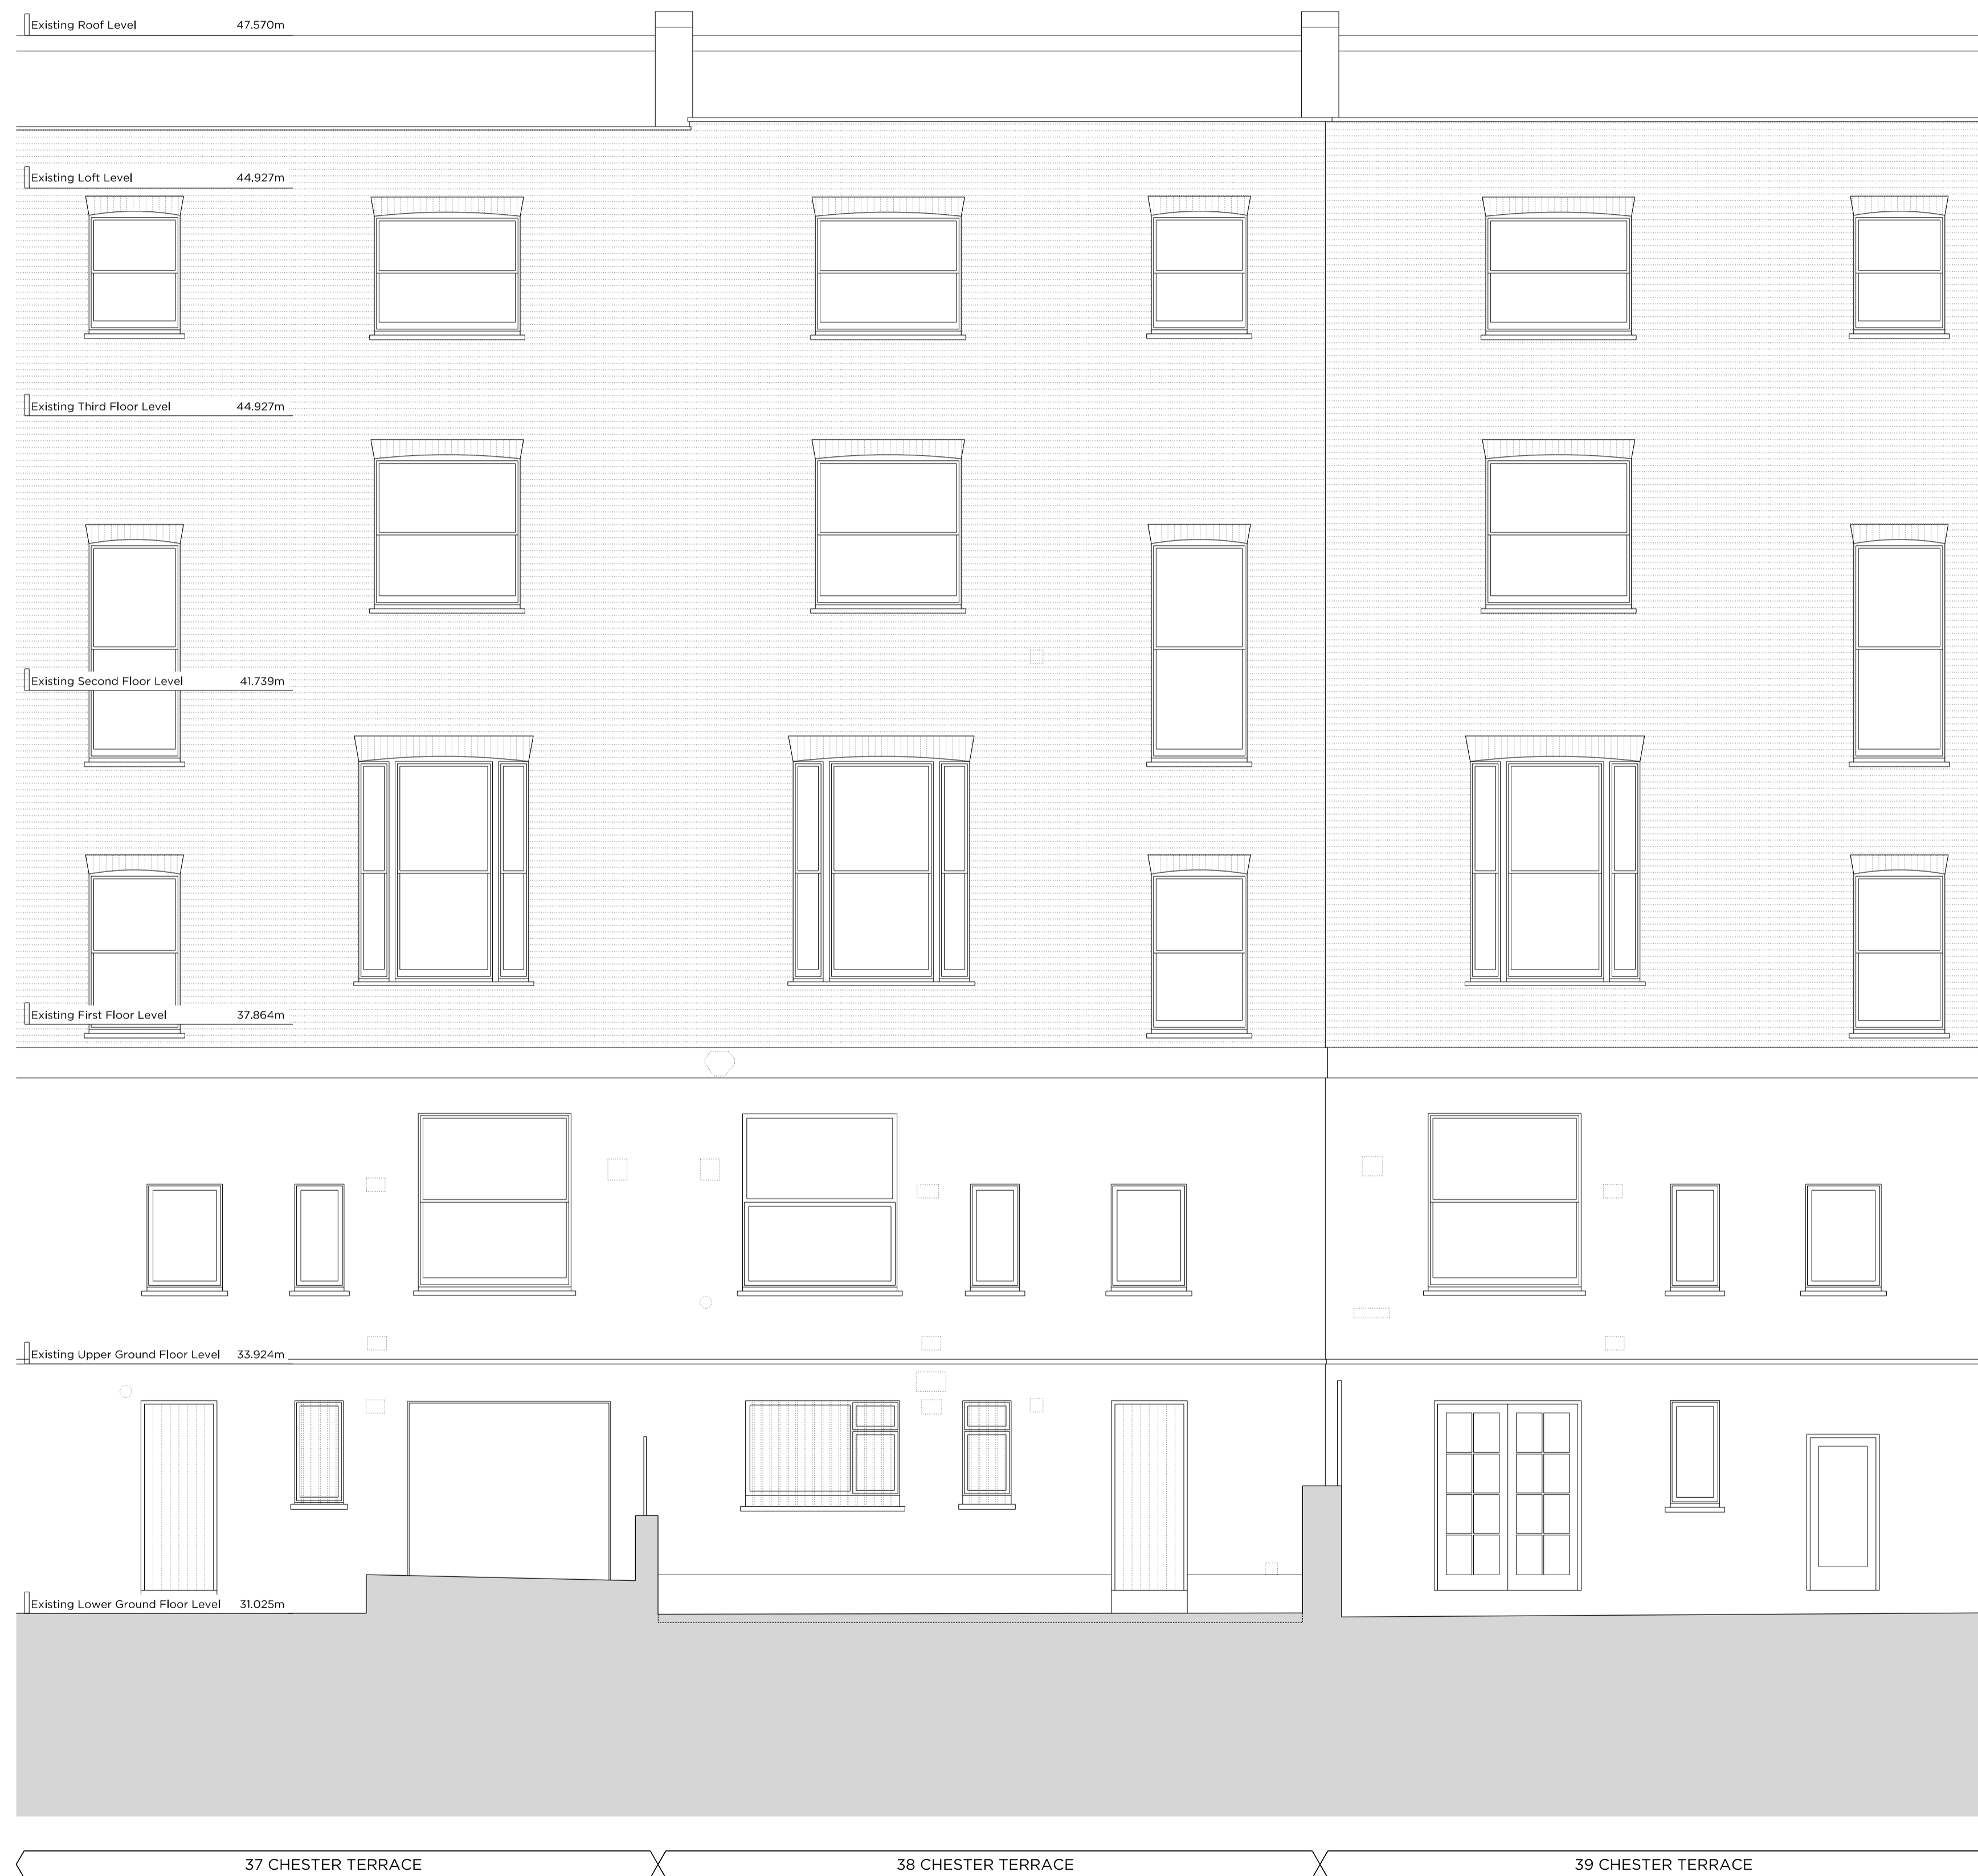 Existing Roof Level 47.570m
Existing Loft Level 44.927m
Existing Third Floor Level 44.927m
Existing Second Floor Level 41.739m
Existing First Floor Level 37.864m
Existing Upper Ground Floor Level 33.924m
Existing Lower Ground Floor Level 31.025m
37 CHESTER TERRACE 38 CHESTER TERRACE 39 CHESTER TERRACE